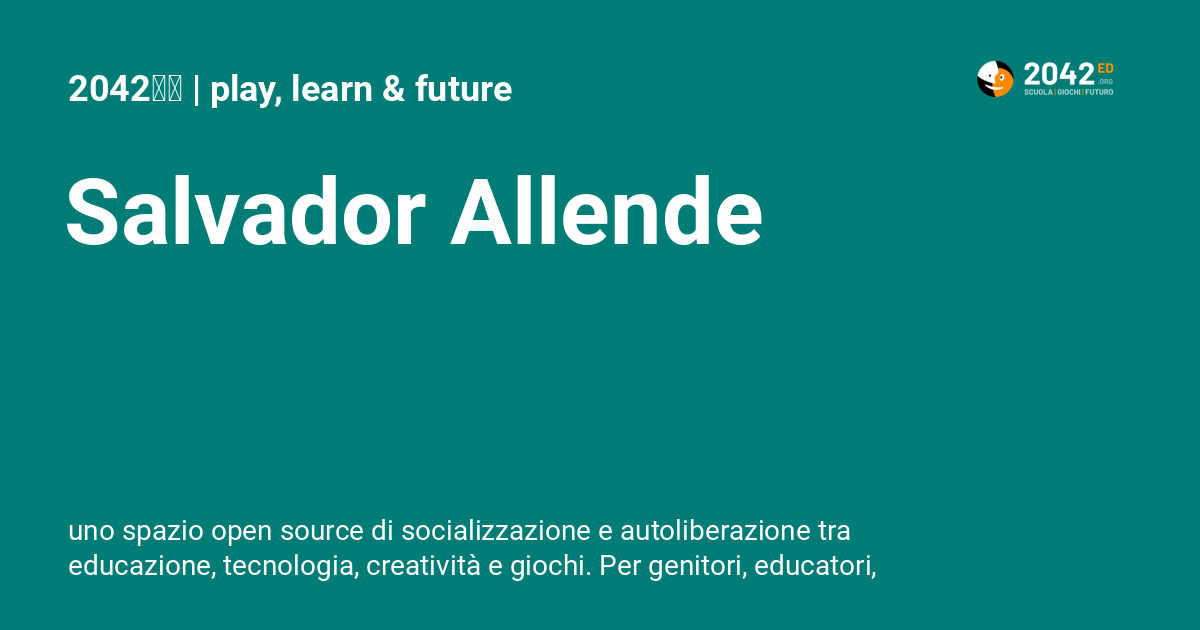 2042 | play, learn & future
2042 ED
.ORG
SCUOLA | GIOCHI | FUTURO
Salvador Allende
uno spazio open source di socializzazione e autoliberazione tra
educazione, tecnologia, creatività e giochi. Per genitori, educatori,